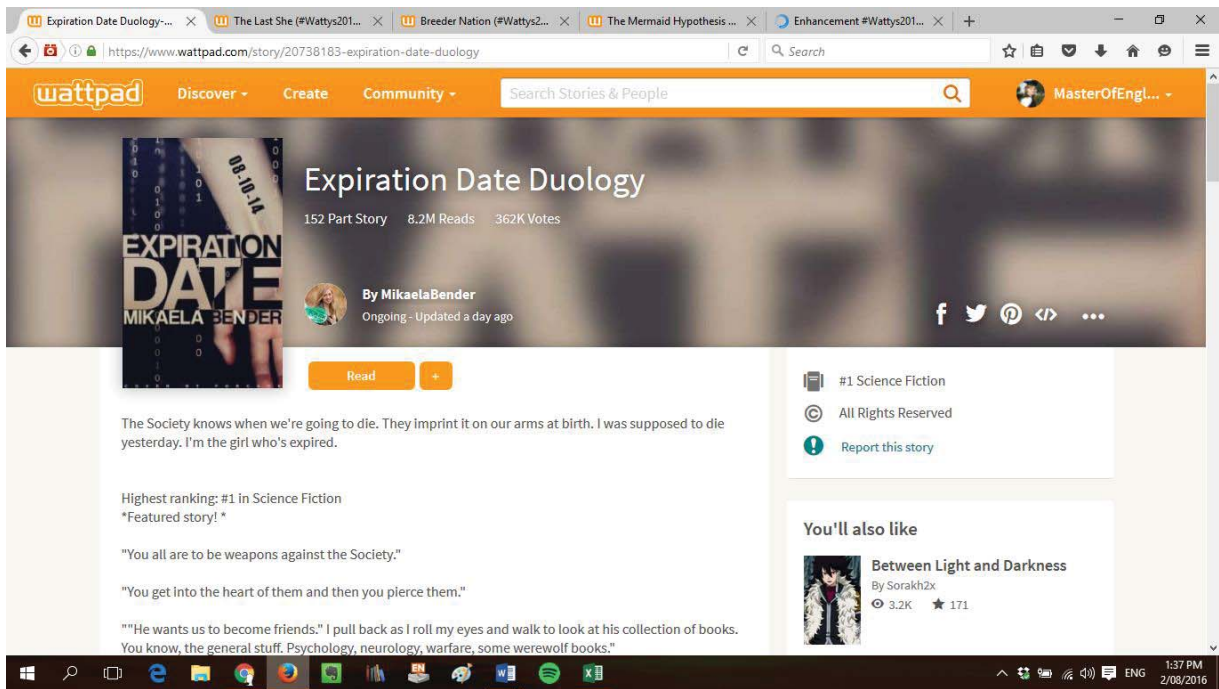 Expiration Date Duology-...
The Last She (#Wattys201...
Breeder Nation (#Wattys2...
The Mermaid Hypothesis ...
Enhancement #Wattys201...
https://www.wattpad.com/story/20738183-expiration-date-duology
Search
wattpad
Discover
Create
Community
Search Stories & People
MasterOfEngl...
08-10-14
EXPIRATION
DATE
MIKAELA BENDER
Expiration Date Duology
152 Part Story 8.2M Reads 362K Votes
By MikaelaBender
Ongoing - Updated a day ago
Read +
The Society knows when we're going to die. They imprint it on our arms at birth. I was supposed to die
yesterday. I'm the girl who's expired.
Highest ranking: #1 in Science Fiction
*Featured story! *
"You all are to be weapons against the Society."
"You get into the heart of them and then you pierce them."
""He wants us to become friends." I pull back as I roll my eyes and walk to look at his collection of books.
You know, the general stuff. Psychology, neurology, warfare, some werewolf books."
#1 Science Fiction
All Rights Reserved
Report this story
You'll also like
Between Light and Darkness
By Sorakh2x
3.2K 171
ENG
1:37 PM
2/08/2016